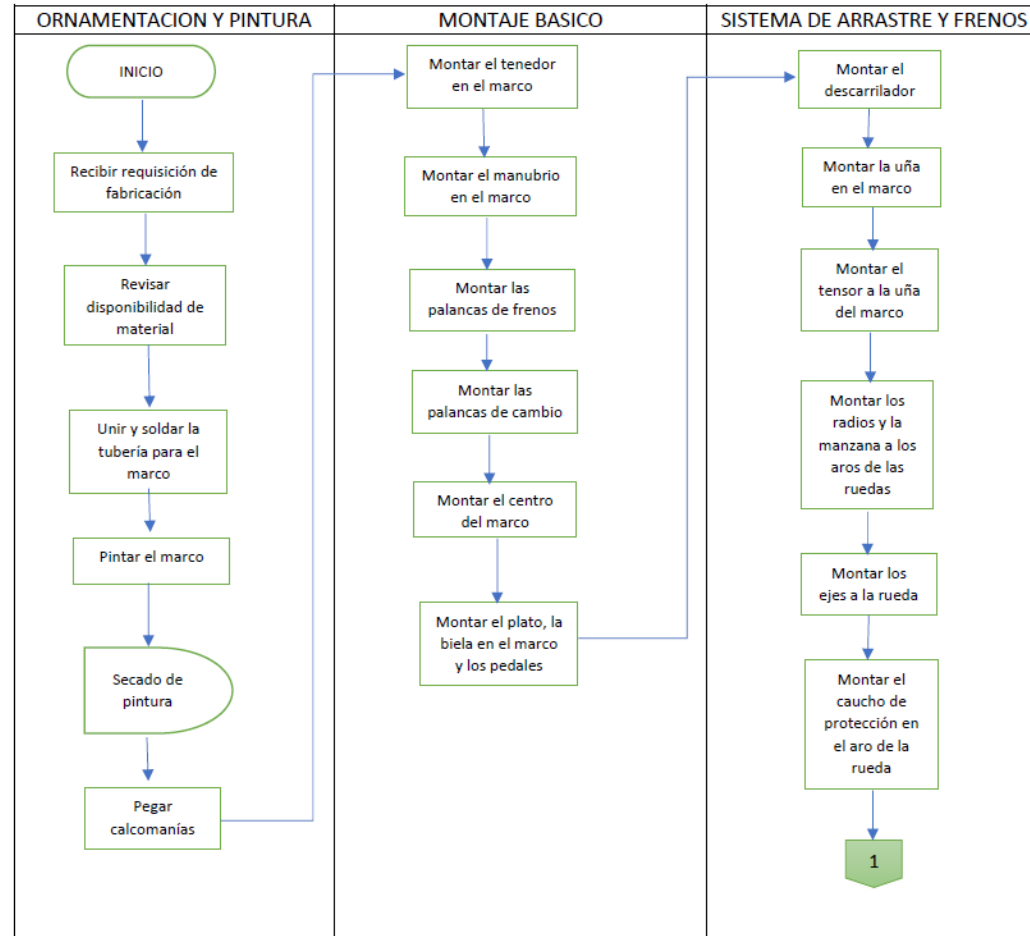 ORNAMENTACION Y PINTURA
INICIO
Recibir requisición de
fabricación
Revisar
disponibilidad de
material
Unir y soldar la
tubería para el
marco
Pintar el marco
Secado de
pintura
Pegar
calcomanías
MONTAJE BASICO
Montar el tenedor
en el marco
Montar el manubrio
en el marco
Montar las
palancas de frenos
Montar las
palancas de cambio
Montar el centro
del marco
Montar el plato, la
biela en el marco
y los pedales
SISTEMA DE ARRASTRE Y FRENOS
Montar el
descarrilador
Montar la uña
en el marco
Montar el
tensor a la uña
del marco
Montar los
radios y la
manzana a los
aros de las
ruedas
Montar los
ejes a la rueda
Montar el
caucho de
protección en
el aro de la
rueda
1